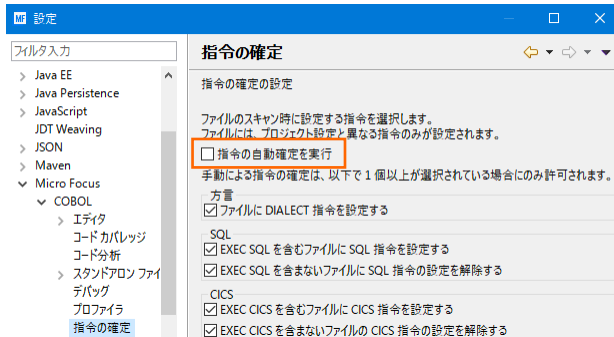 MF 設定
フィルタ入力
Java EE
Java Persistence
JavaScript
JDT Weaving
JSON
Maven
Micro Focus
COBOL
エディタ
コード カバレッジ
コード分析
スタンドアロン ファイ
デバッグ
プロファイラ
指令の確定
指令の確定
指令の確定の設定
ファイルのスキャン時に設定する指令を選択します。
ファイルには、プロジェクト設定と異なる指令のみが設定されます。
指令の自動確定を実行
手動による指令の確定は、以下で 1 個以上が選択されている場合にのみ許可されます。
方言
ファイルに DIALECT 指令を設定する
SQL
EXEC SQL を含むファイルに SQL 指令を設定する
EXEC SQL を含まないファイルに SQL 指令の設定を解除する
CICS
EXEC CICS を含むファイルに CICS 指令を設定する
EXEC CICS を含まないファイルの CICS 指令の設定を解除する